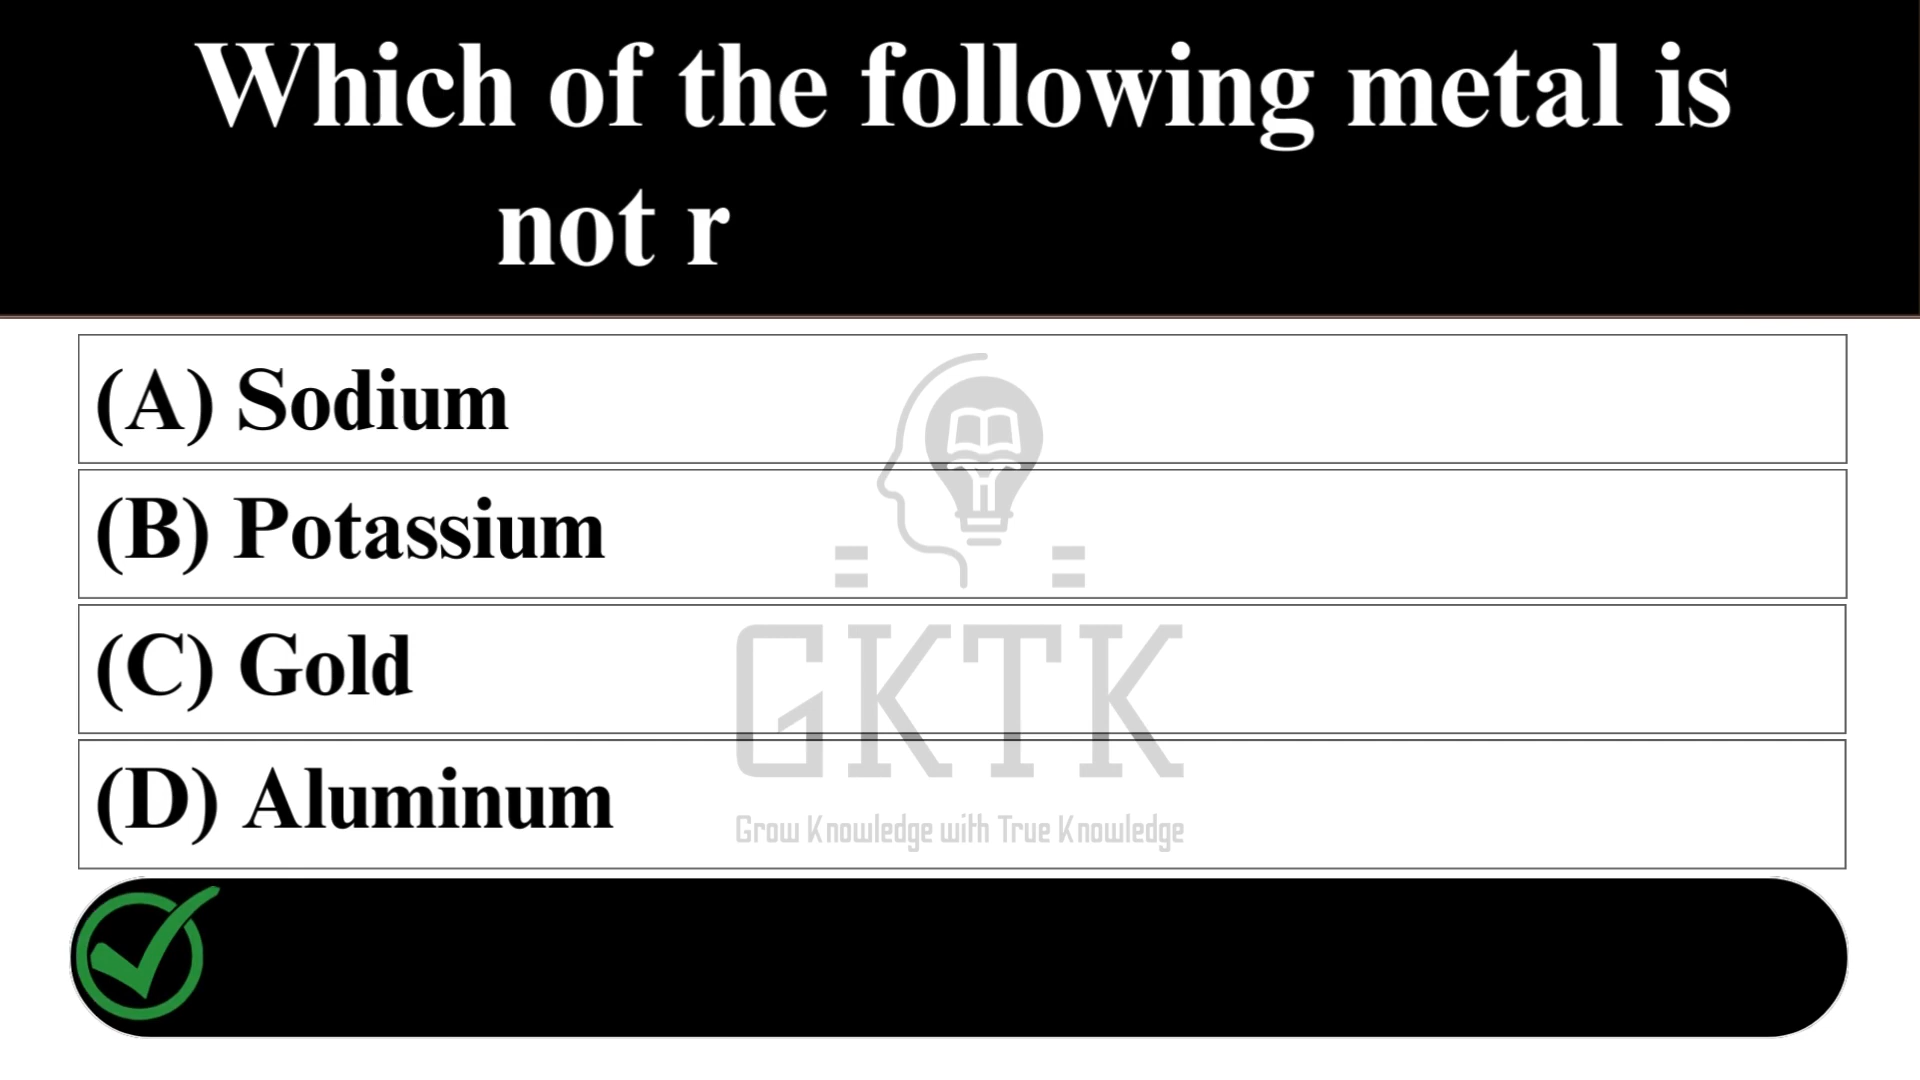 Which of the following metal is
not r
(A) Sodium
(B) Potassium
(C) Gold
(D) Aluminum
GKTK
Grow Knowledge with True Knowledge